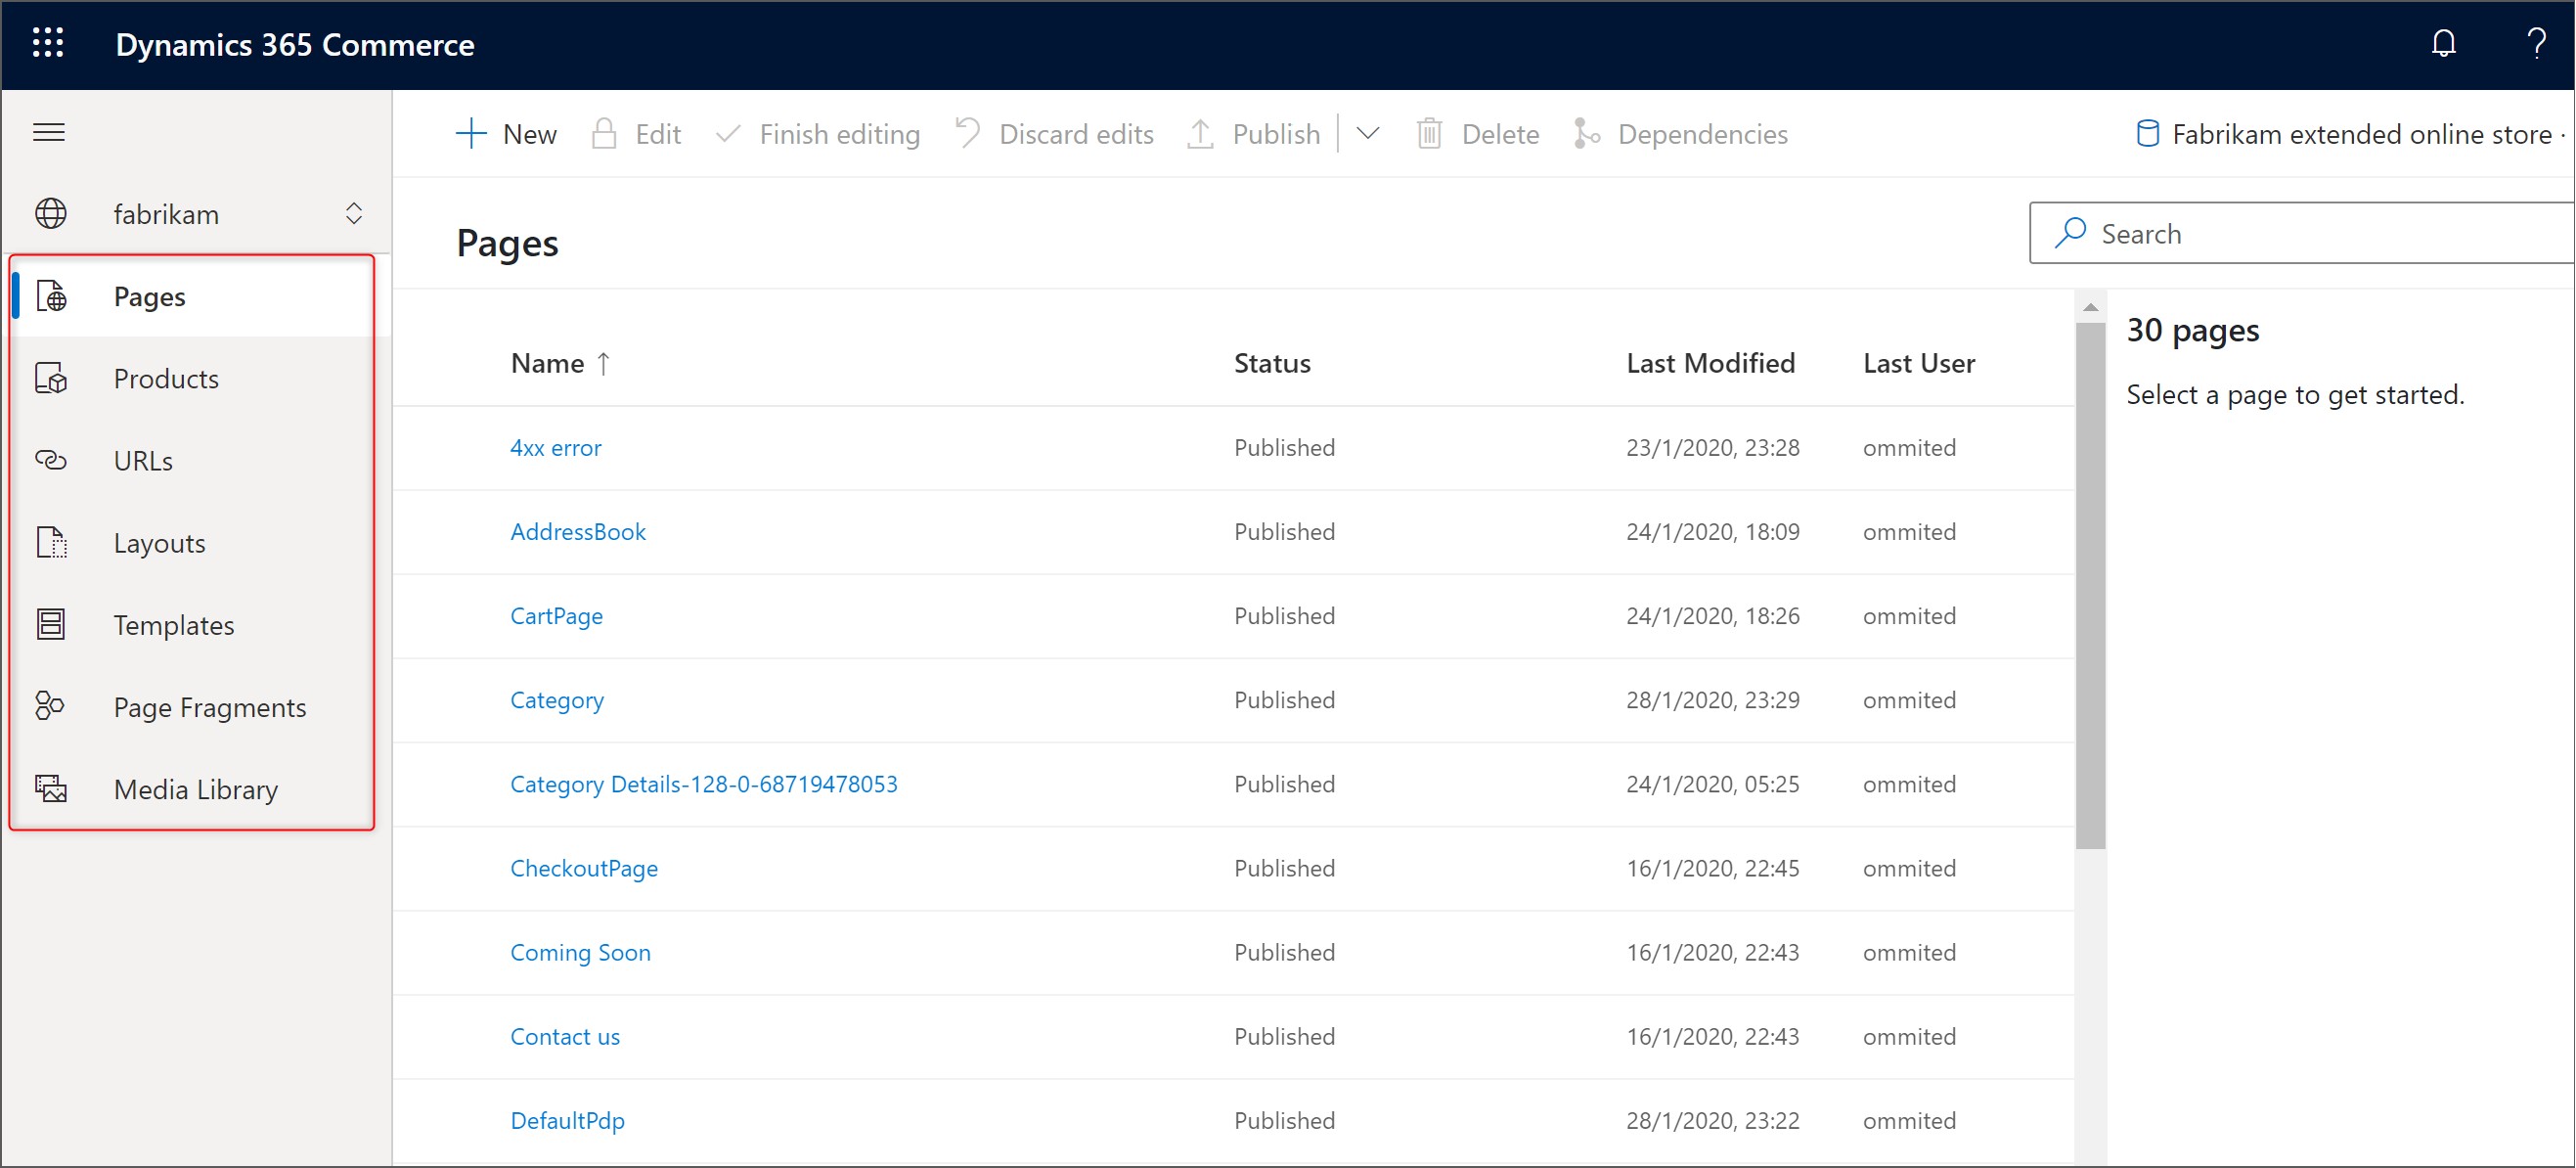 Dynamics 365 Commerce
New Edit Finish editing Discard edits Publish Delete Dependencies Fabrikam extended online store ·
fabrikam
Pages
Products
URLs
Layouts
Templates
Page Fragments
Media Library
Pages
Search
Name ↑ Status Last Modified Last User
4xx error Published 23/1/2020, 23:28 ommited
AddressBook Published 24/1/2020, 18:09 ommited
CartPage Published 24/1/2020, 18:26 ommited
Category Published 28/1/2020, 23:29 ommited
Category Details-128-0-68719478053 Published 24/1/2020, 05:25 ommited
CheckoutPage Published 16/1/2020, 22:45 ommited
Coming Soon Published 16/1/2020, 22:43 ommited
Contact us Published 16/1/2020, 22:43 ommited
DefaultPdp Published 28/1/2020, 23:22 ommited
30 pages
Select a page to get started.